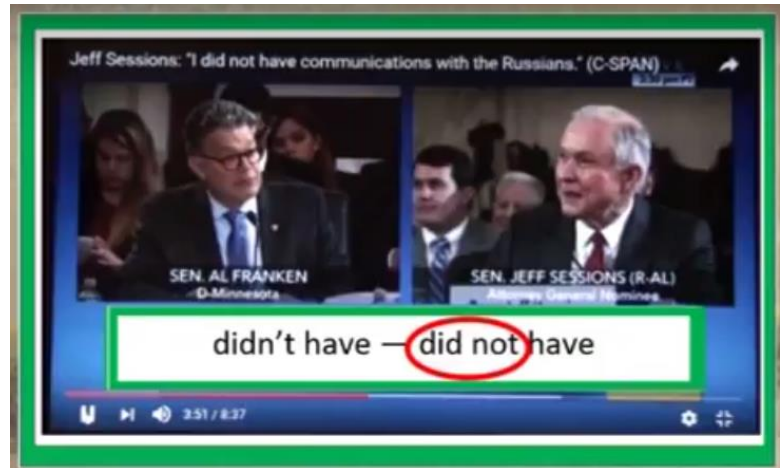 Jeff Sessions: "I did not have communications with the Russians." (C-SPAN)
SEN. AL FRANKEN
D-Minnesota
SEN. JEFF SESSIONS (R-AL)
Attorney General Nominee
didn't have — did not have
3:51 / 8:37